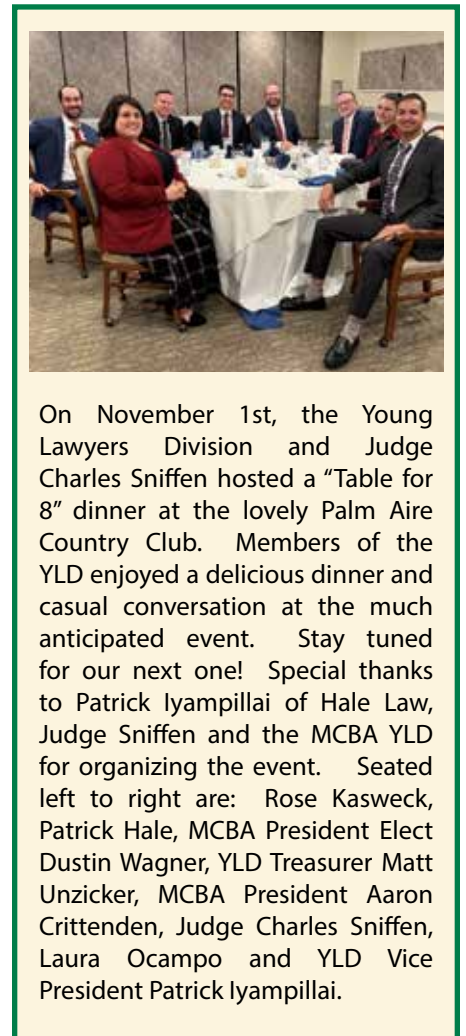 On November 1st, the Young
Lawyers Division and Judge
Charles Sniffen hosted a “Table for
8” dinner at the lovely Palm Aire
Country Club. Members of the
YLD enjoyed a delicious dinner and
casual conversation at the much
anticipated event. Stay tuned
for our next one! Special thanks
to Patrick Iyampillai of Hale Law,
Judge Sniffen and the MCBA YLD
for organizing the event. Seated
left to right are: Rose Kasweck,
Patrick Hale, MCBA President Elect
Dustin Wagner, YLD Treasurer Matt
Unzicker, MCBA President Aaron
Crittenden, Judge Charles Sniffen,
Laura Ocampo and YLD Vice
President Patrick Iyampillai.